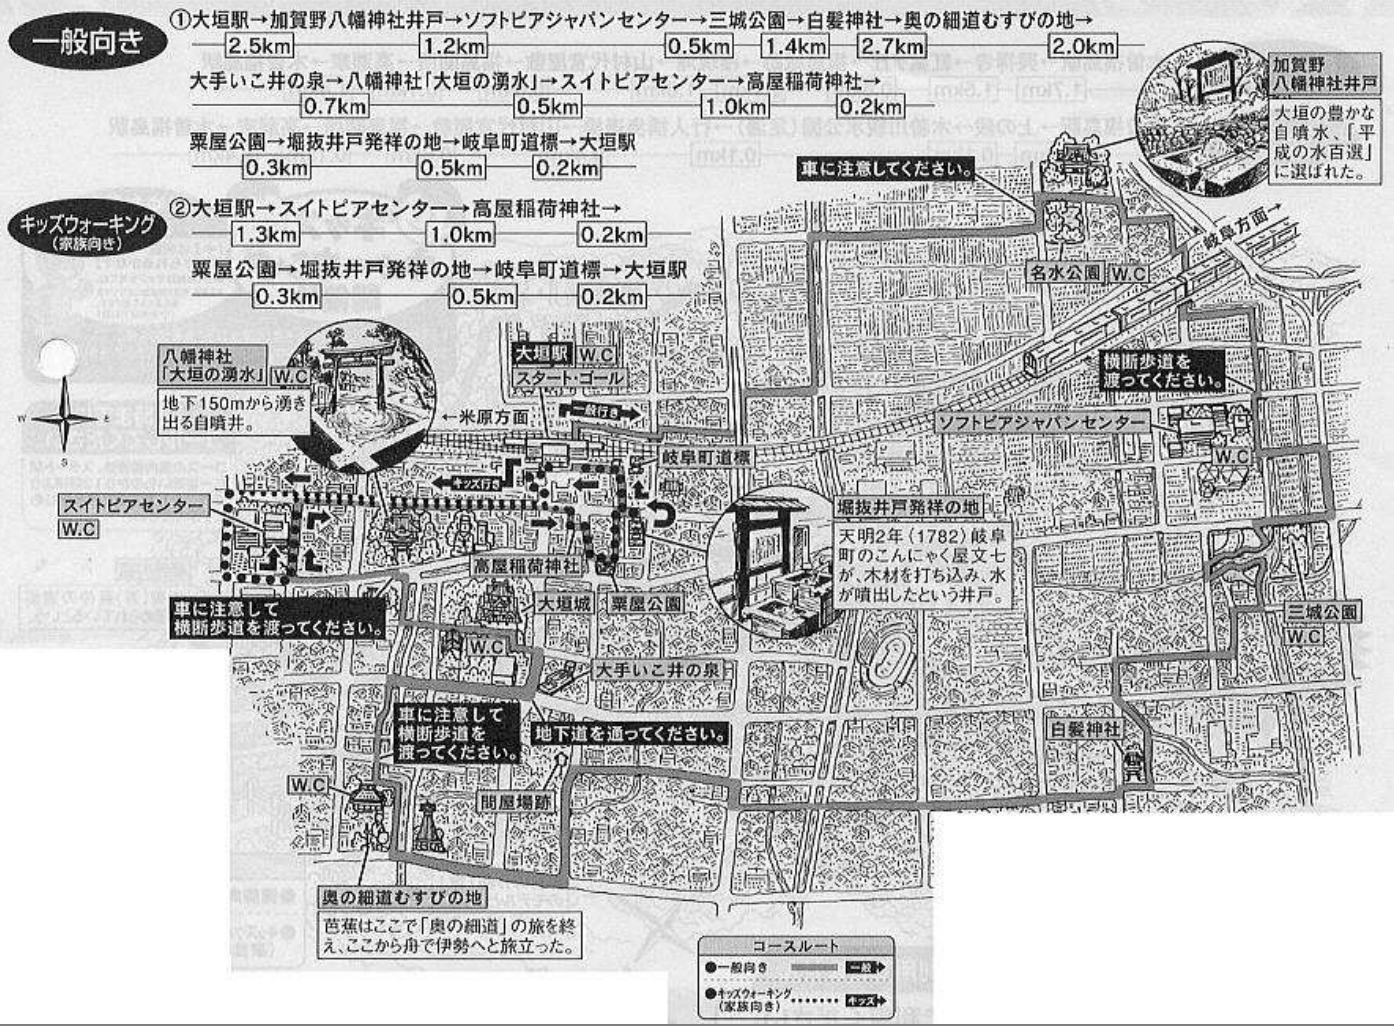 一般向き
①大垣駅→加賀野八幡神社井戸→ソフトピアジャパンセンター→三城公園→白髪神社→奥の細道むすびの地→
2.5km 1.2km 0.5km 1.4km 2.7km 2.0km
大手いこ井の泉→八幡神社「大垣の湧水」→スイトピアセンター→高屋稲荷神社→
0.7km 0.5km 1.0km 0.2km
粟屋公園→堀抜井戸発祥の地→岐阜町道標→大垣駅
0.3km 0.5km 0.2km
キッズウォーキング
(家族向き)
②大垣駅→スイトピアセンター→高屋稲荷神社→
1.3km 1.0km 0.2km
粟屋公園→堀抜井戸発祥の地→岐阜町道標→大垣駅
0.3km 0.5km 0.2km
加賀野
八幡神社井戸
大垣の豊かな
自噴水、「平
成の水百選」
に選ばれた。
車に注意してください。
岐阜方面→
名水公園 W.C
八幡神社
「大垣の湧水」 W.C
地下150mから湧き
出る自噴井。
大垣駅 W.C
スタート・ゴール
←米原方面
一般行き
横断歩道を
渡ってください。
ソフトピアジャパンセンター
W.C
岐阜町道標
キッズ行き
W
E
S
スイトピアセンター
W.C
堀抜井戸発祥の地
天明2年(1782)岐阜
町のこんにゃく屋文七
が、木材を打ち込み、水
が噴出したという井戸。
高屋稲荷神社
大垣城
粟屋公園
車に注意して
横断歩道を渡ってください。
三城公園
W.C
W.C
大手いこ井の泉
車に注意して
横断歩道を
渡ってください。
地下道を通ってください。
白髪神社
W.C
問屋場跡
奥の細道むすびの地
芭蕉はここで「奥の細道」の旅を終
え、ここから舟で伊勢へと旅立った。
コースルート
●一般向き 一般
●キッズウォーキング
(家族向き) キッズ